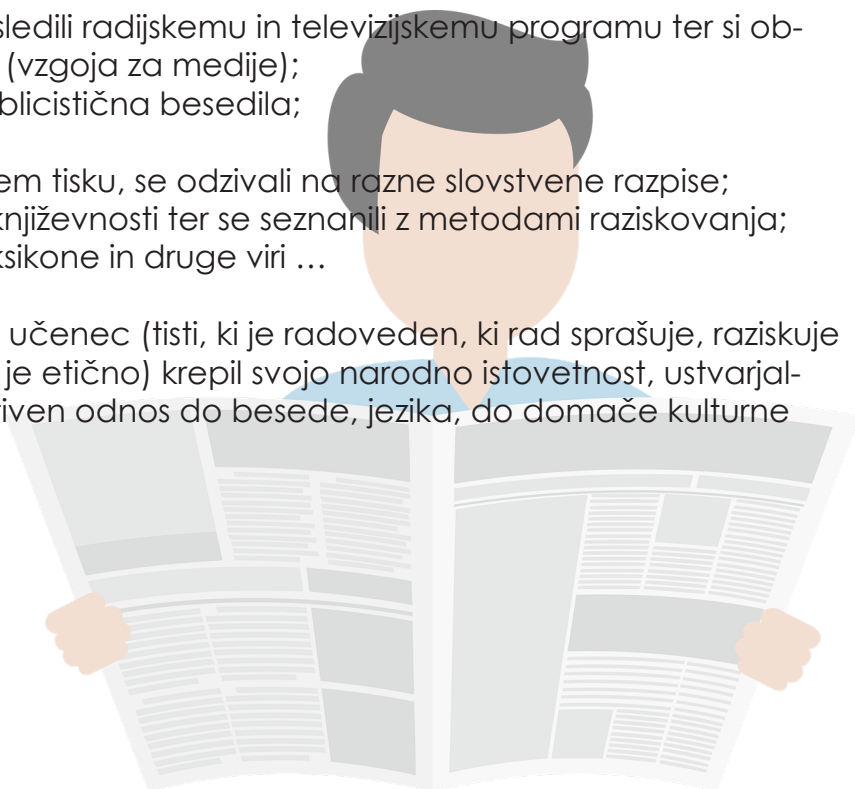 sledili radijskemu in televizijskemu programu ter si ob-
(vzgoja za medije);
blicistična besedila;
em tisku, se odzivali na razne slovstvene razpise;
književnosti ter se seznanili z metodami raziskovanja;
ksikone in druge viri …
učenec (tisti, ki je radoveden, ki rad sprašuje, raziskuje
je etično) krepil svojo narodno istovetnost, ustvarjal-
tiven odnos do besede, jezika, do domače kulturne